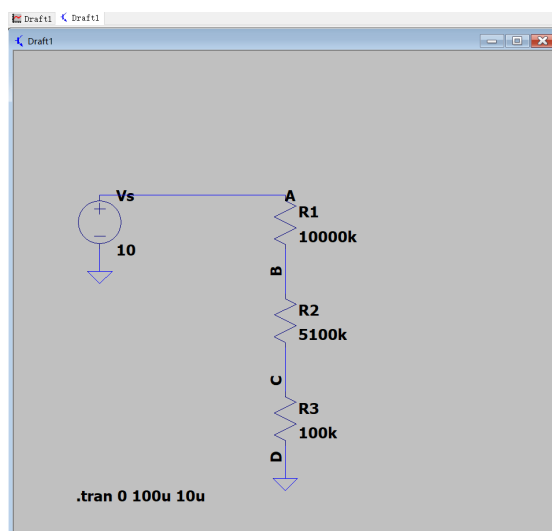 Draft1 Draft1
Draft1
Vs
10
A
R1
10000k
B
R2
5100k
C
R3
100k
D
.tran 0 100u 10u